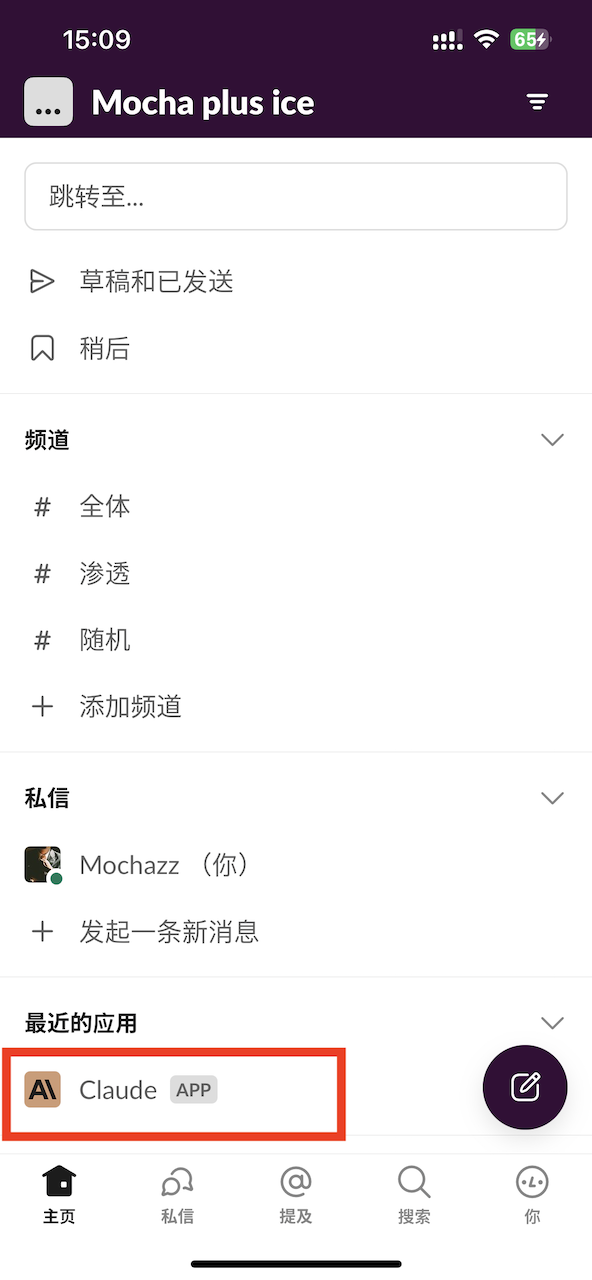 15:09
65
... Mocha plus ice
跳转至...
草稿和已发送
稍后
频道
# 全体
# 渗透
# 随机
+ 添加频道
私信
Mochazz （你）
+ 发起一条新消息
最近的应用
A\ Claude APP
主页 私信 提及 搜索 你